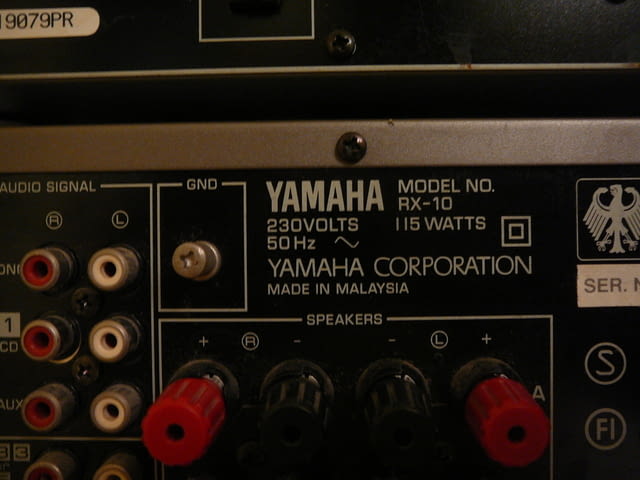 19079PR
AUDIO SIGNAL
R L
GND
YAMAHA
MODEL NO.
RX-10
230VOLTS 115 WATTS
50Hz
YAMAHA CORPORATION
MADE IN MALAYSIA
SER. N
SPEAKERS
+ R - - L +
1
CD
AUX
A
S
FI